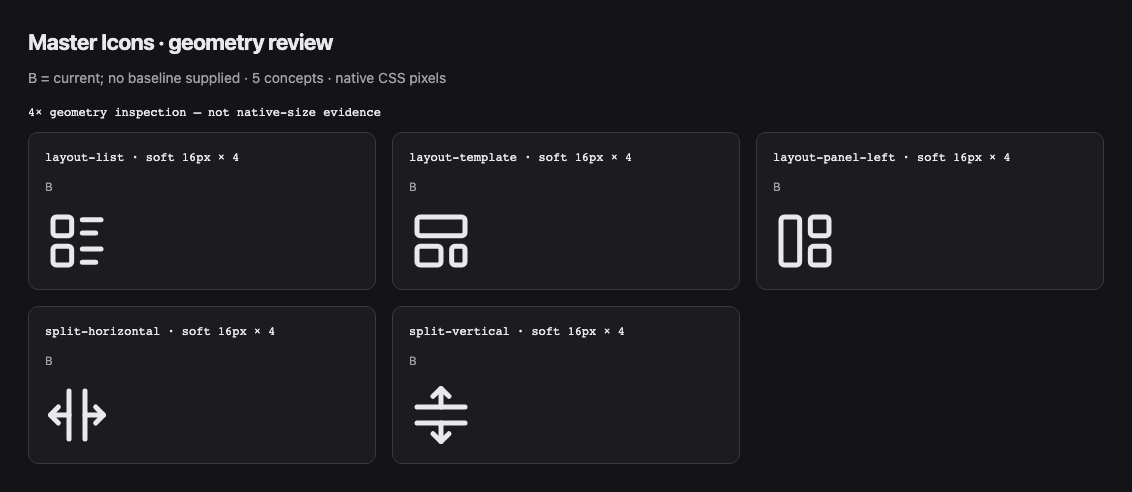 Master Icons · geometry review
B = current; no baseline supplied · 5 concepts · native CSS pixels
4× geometry inspection — not native-size evidence
layout-list · soft 16px × 4
B
layout-template · soft 16px × 4
B
layout-panel-left · soft 16px × 4
B
split-horizontal · soft 16px × 4
B
split-vertical · soft 16px × 4
B